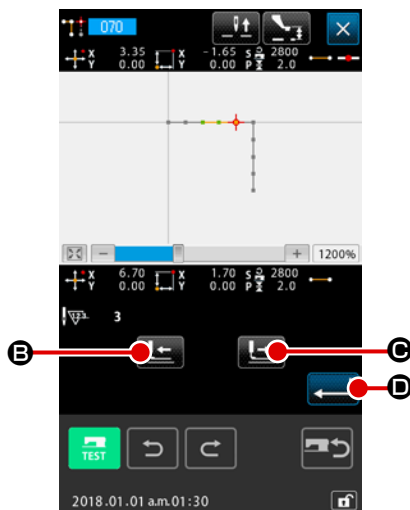 070
X 3.35 X -1.65 S 2800
Y 0.00 Y 0.00 P 2.0
1200%
X 6.70 X 1.70 S 2800
Y 0.00 Y 0.00 P 2.0
123.. 3
B C
D
TEST
2018.01.01 a.m.01:30